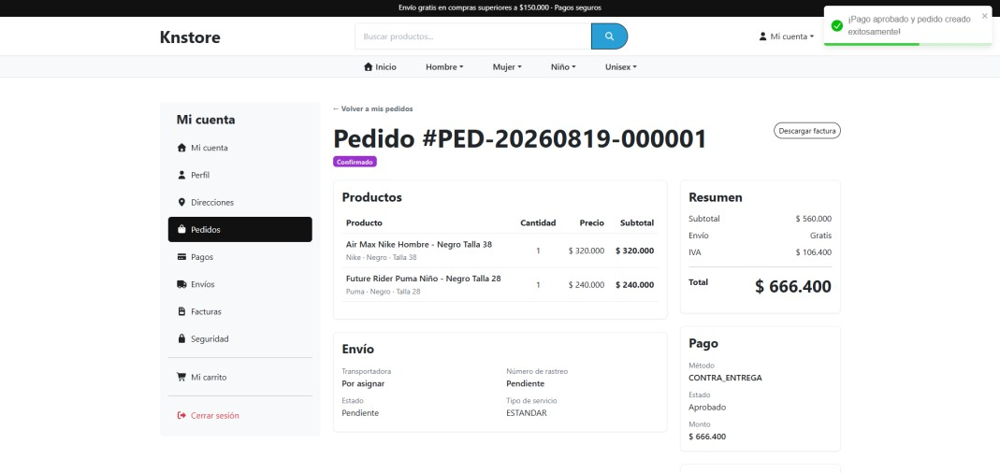 Envío gratis en compras superiores a $150.000 · Pagos seguros
Knstore
Buscar productos...
Mi cuenta
¡Pago aprobado y pedido creado
exitosamente!
Inicio
Hombre
Mujer
Niño
Unisex
Mi cuenta
Mi cuenta
Perfil
Direcciones
Pedidos
Pagos
Envíos
Facturas
Seguridad
Mi carrito
Cerrar sesión
← Volver a mis pedidos
Pedido #PED-20260819-000001
Descargar factura
Confirmado
Productos
Producto Cantidad Precio Subtotal
Air Max Nike Hombre - Negro Talla 38 1 $ 320.000 $ 320.000
Nike · Negro · Talla 38
Future Rider Puma Niño - Negro Talla 28 1 $ 240.000 $ 240.000
Puma · Negro · Talla 28
Envío
Transportadora Número de rastreo
Por asignar Pendiente
Estado Tipo de servicio
Pendiente ESTANDAR
Resumen
Subtotal $ 560.000
Envío Gratis
IVA $ 106.400
Total $ 666.400
Pago
Método
CONTRA_ENTREGA
Estado
Aprobado
Monto
$ 666.400